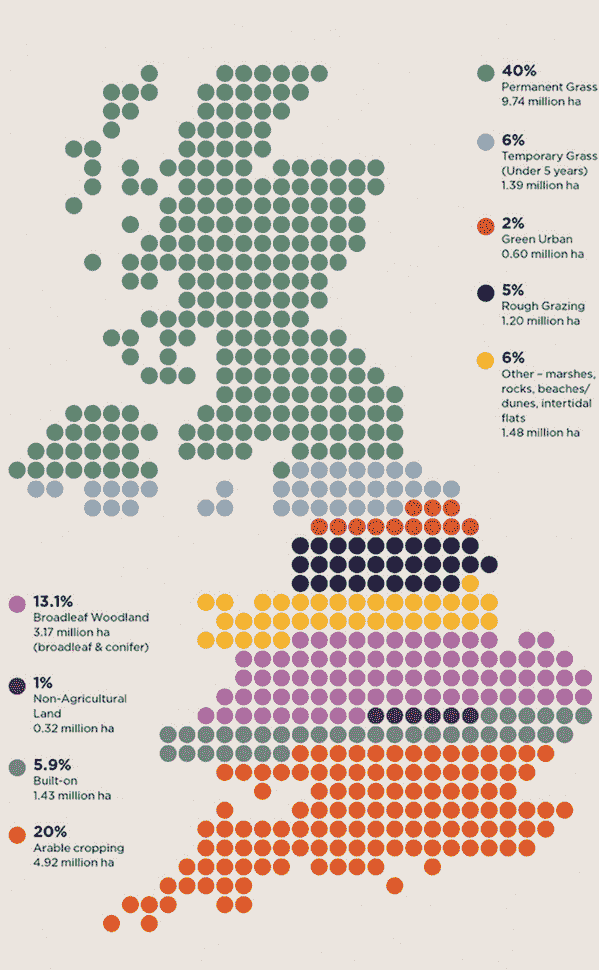 40%
Permanent Grass
9.74 million ha
6%
Temporary Grass
(Under 5 years)
1.39 million ha
2%
Green Urban
0.60 million ha
5%
Rough Grazing
1.20 million ha
6%
Other – marshes,
rocks, beaches/
dunes, intertidal
flats
1.48 million ha
13.1%
Broadleaf Woodland
3.17 million ha
(broadleaf & conifer)
1%
Non-Agricultural
Land
0.32 million ha
5.9%
Built-on
1.43 million ha
20%
Arable cropping
4.92 million ha